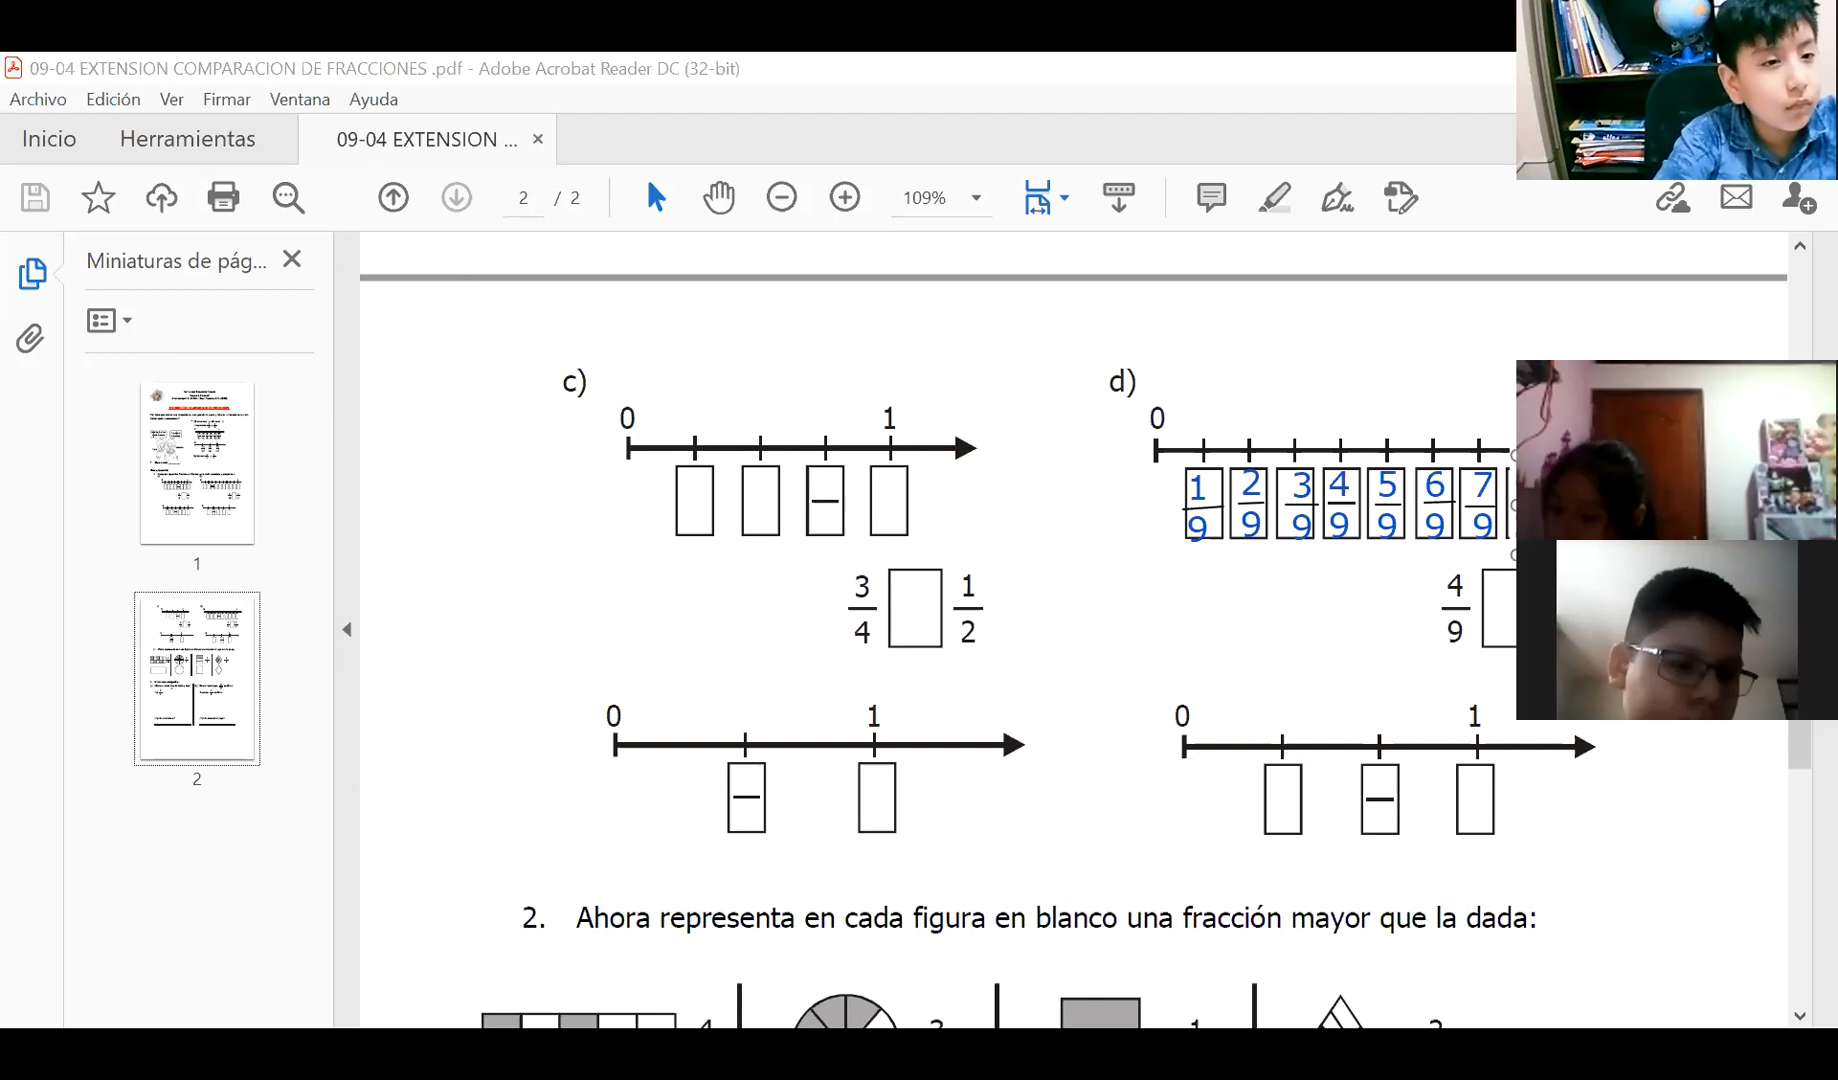 09-04 EXTENSION COMPARACION DE FRACCIONES .pdf - Adobe Acrobat Reader DC (32-bit)
Archivo Edición Ver Firmar Ventana Ayuda
Inicio Herramientas 09-04 EXTENSION ... ×
2 / 2 109%
Miniaturas de pág...
1
2
c)
0 1
3/4 1/2
0 1
d)
0
1/9 2/9 3/9 4/9 5/9 6/9 7/9
4/9
0 1
2. Ahora representa en cada figura en blanco una fracción mayor que la dada: